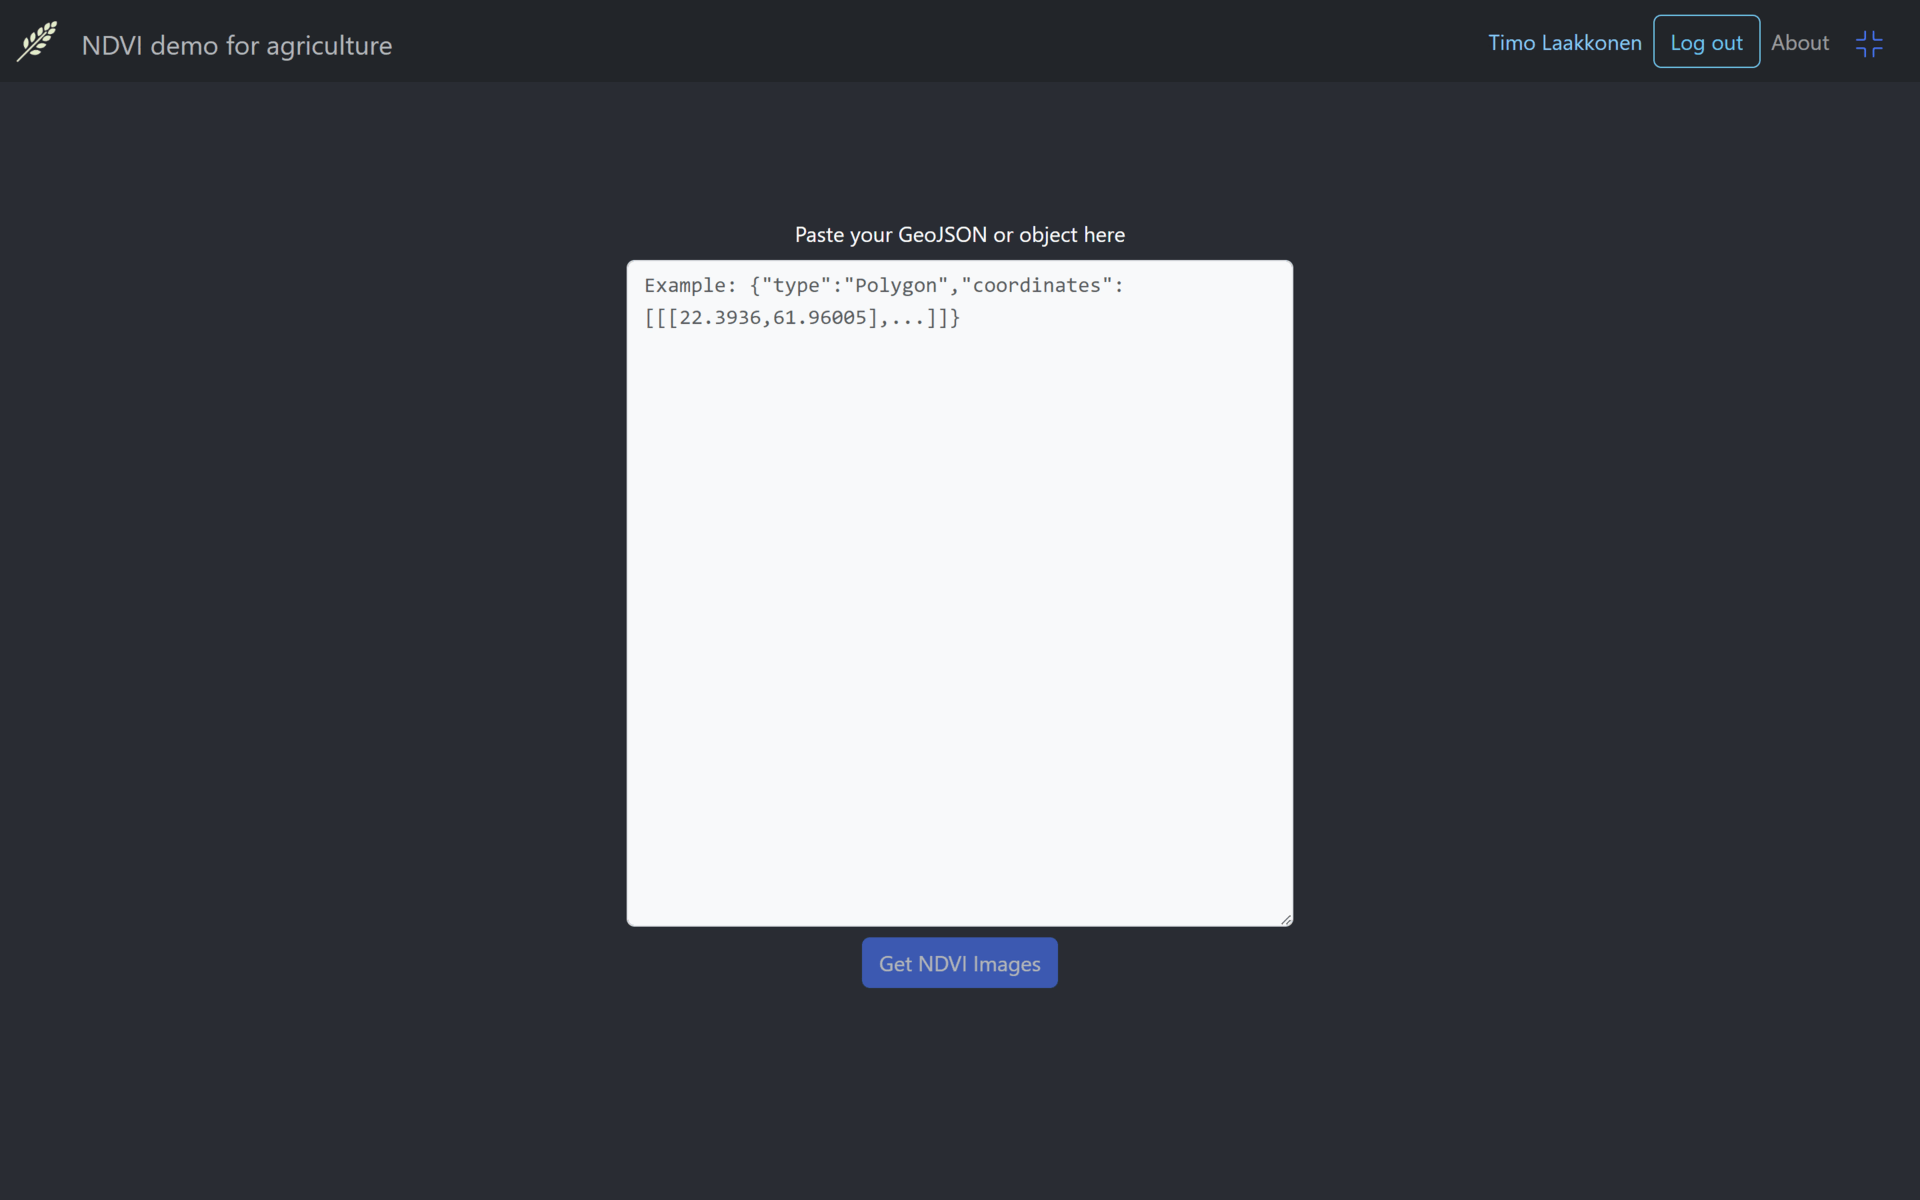 NDVI demo for agriculture
Timo Laakkonen
Log out
About
Paste your GeoJSON or object here
Example: {"type":"Polygon","coordinates":
[[[22.3936,61.96005],...]]}
Get NDVI Images